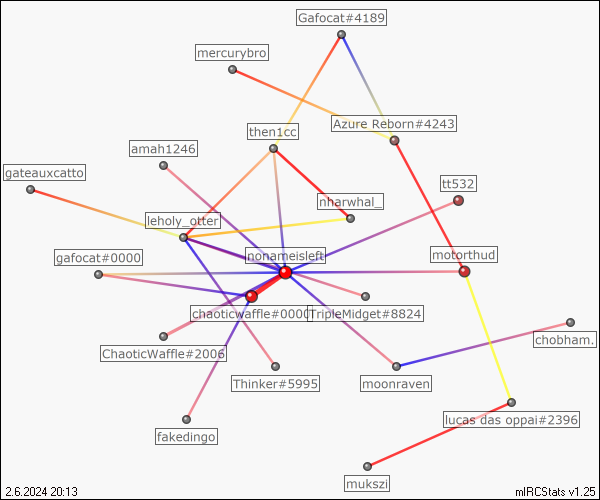 Gafocat#4189
mercurybro
Azure Reborn#4243
then1cc
amah1246
gateauxcatto
tt532
nharwhal_
leholy_otter
nonameisleft
motorthud
gafocat#0000
chaoticwaffle#0000
TripleMidget#8824
chobham.
ChaoticWaffle#2006
Thinker#5995
moonraven
lucas das oppai#2396
fakedingo
mukszi
2.6.2024 20:13
mIRCStats v1.25